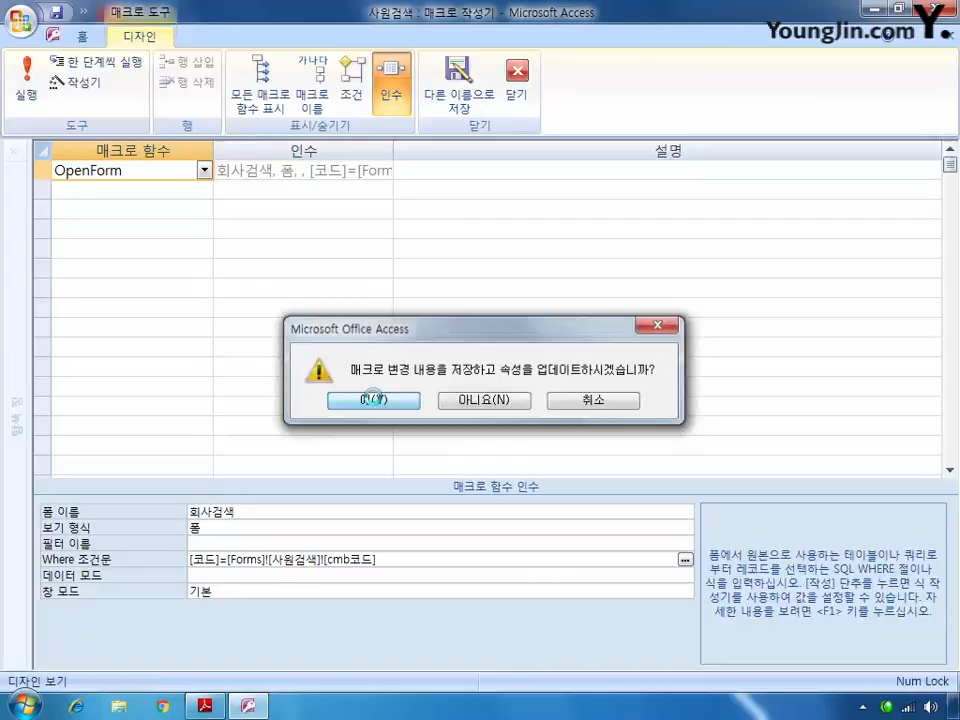 매크로 도구
사원검색 : 매크로 작성기 - Microsoft Access
YoungJin.com Y.
홈
디자인
실행
한 단계씩 실행
작성기
도구
행 삽입
행 삭제
행
모든 매크로
함수 표시
가나다
매크로
이름
조건
인수
표시/숨기기
다른 이름으로
저장
닫기
닫기
매크로 함수
인수
설명
OpenForm
회사검색, 폼, , [코드]=[Form
Microsoft Office Access
매크로 변경 내용을 저장하고 속성을 업데이트하시겠습니까?
예(Y)
아니요(N)
취소
매크로 함수 인수
폼 이름
회사검색
보기 형식
폼
필터 이름
Where 조건문
[코드]=[Forms]![사원검색]![cmb코드]
데이터 모드
창 모드
기본
폼에서 원본으로 사용하는 테이블이나 쿼리로
부터 레코드를 선택하는 SQL WHERE 절이나
식을 입력하십시오. [작성] 단추를 누르면 식 작
성기를 사용하여 값을 설정할 수 있습니다. 자
세한 내용을 보려면 <F1> 키를 누르십시오.
디자인 보기
Num Lock